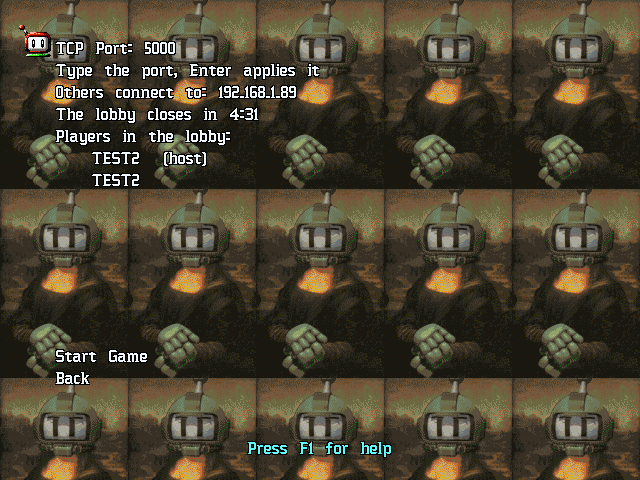 TCP Port: 5000
Type the port, Enter applies it
Others connect to: 192.168.1.89
The lobby closes in 4:31
Players in the lobby:
TEST2 (host)
TEST2
Start Game
Back
Press F1 for help